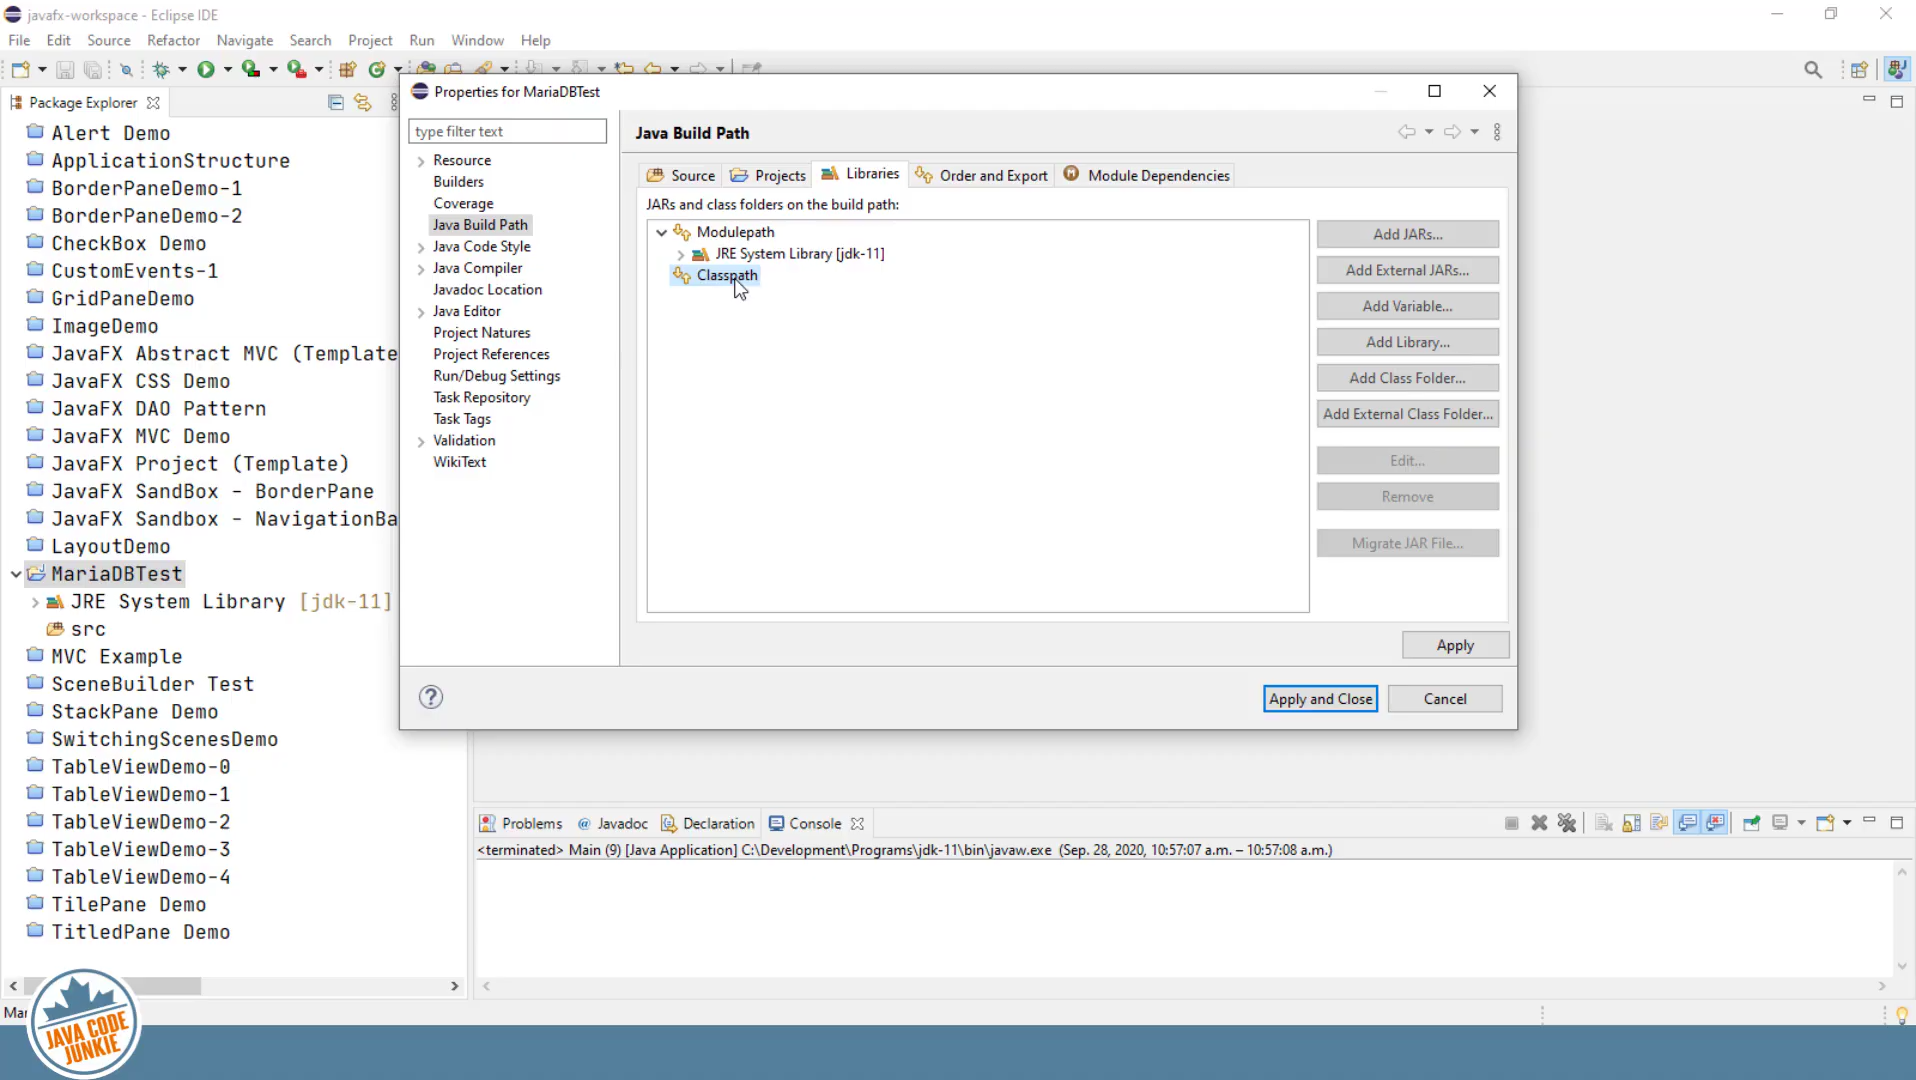 javafx-workspace - Eclipse IDE
File Edit Source Refactor Navigate Search Project Run Window Help
Package Explorer
Alert Demo
ApplicationStructure
BorderPaneDemo-1
BorderPaneDemo-2
CheckBox Demo
CustomEvents-1
GridPaneDemo
ImageDemo
JavaFX Abstract MVC (Template
JavaFX CSS Demo
JavaFX DAO Pattern
JavaFX MVC Demo
JavaFX Project (Template)
JavaFX SandBox - BorderPane
JavaFX Sandbox - NavigationBa
LayoutDemo
MariaDBTest
JRE System Library [jdk-11]
src
MVC Example
SceneBuilder Test
StackPane Demo
SwitchingScenesDemo
TableViewDemo-0
TableViewDemo-1
TableViewDemo-2
TableViewDemo-3
TableViewDemo-4
TilePane Demo
TitledPane Demo
Properties for MariaDBTest
type filter text
Resource
Builders
Coverage
Java Build Path
Java Code Style
Java Compiler
Javadoc Location
Java Editor
Project Natures
Project References
Run/Debug Settings
Task Repository
Task Tags
Validation
WikiText
Java Build Path
Source Projects Libraries Order and Export Module Dependencies
JARs and class folders on the build path:
Modulepath
JRE System Library [jdk-11]
Classpath
Add JARs...
Add External JARs...
Add Variable...
Add Library...
Add Class Folder...
Add External Class Folder...
Edit...
Remove
Migrate JAR File...
Apply
Apply and Close Cancel
Problems @ Javadoc Declaration Console
<terminated> Main (9) [Java Application] C:\Development\Programs\jdk-11\bin\javaw.exe (Sep. 28, 2020, 10:57:07 a.m. – 10:57:08 a.m.)
Mar
JAVA CODE
JUNKIE